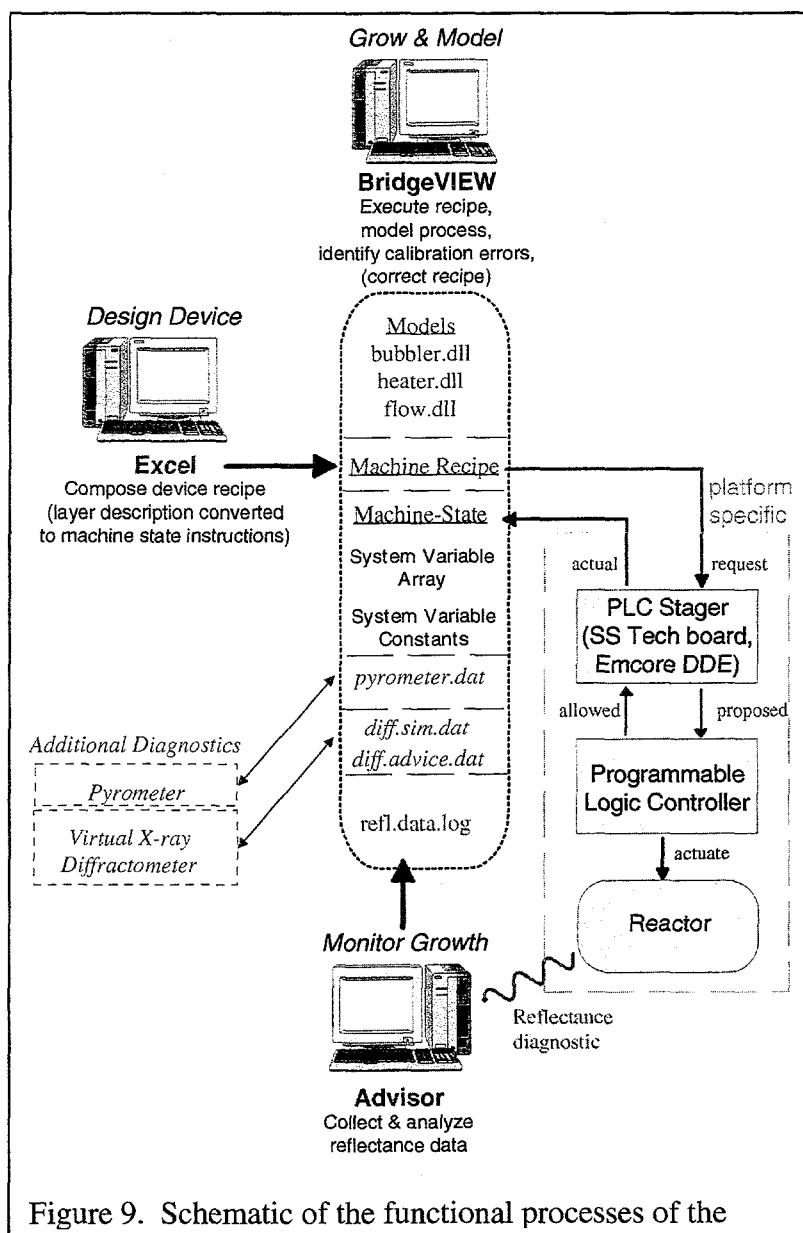 Grow & Model
BridgeVIEW
Execute recipe,
model process,
identify calibration errors,
(correct recipe)
Design Device
Excel
Compose device recipe
(layer description converted
to machine state instructions)
Models
bubbler.dll
heater.dll
flow.dll
Machine Recipe
Machine-State
System Variable
Array
System Variable
Constants
pyrometer.dat
diff.sim.dat
diff.advice.dat
refl.data.log
platform
specific
actual
request
PLC Stager
(SS Tech board,
Emcore DDE)
allowed
proposed
Programmable
Logic Controller
actuate
Reactor
Additional Diagnostics
Pyrometer
Virtual X-ray
Diffractometer
Monitor Growth
Reflectance
diagnostic
Advisor
Collect & analyze
reflectance data
Figure 9. Schematic of the functional processes of the